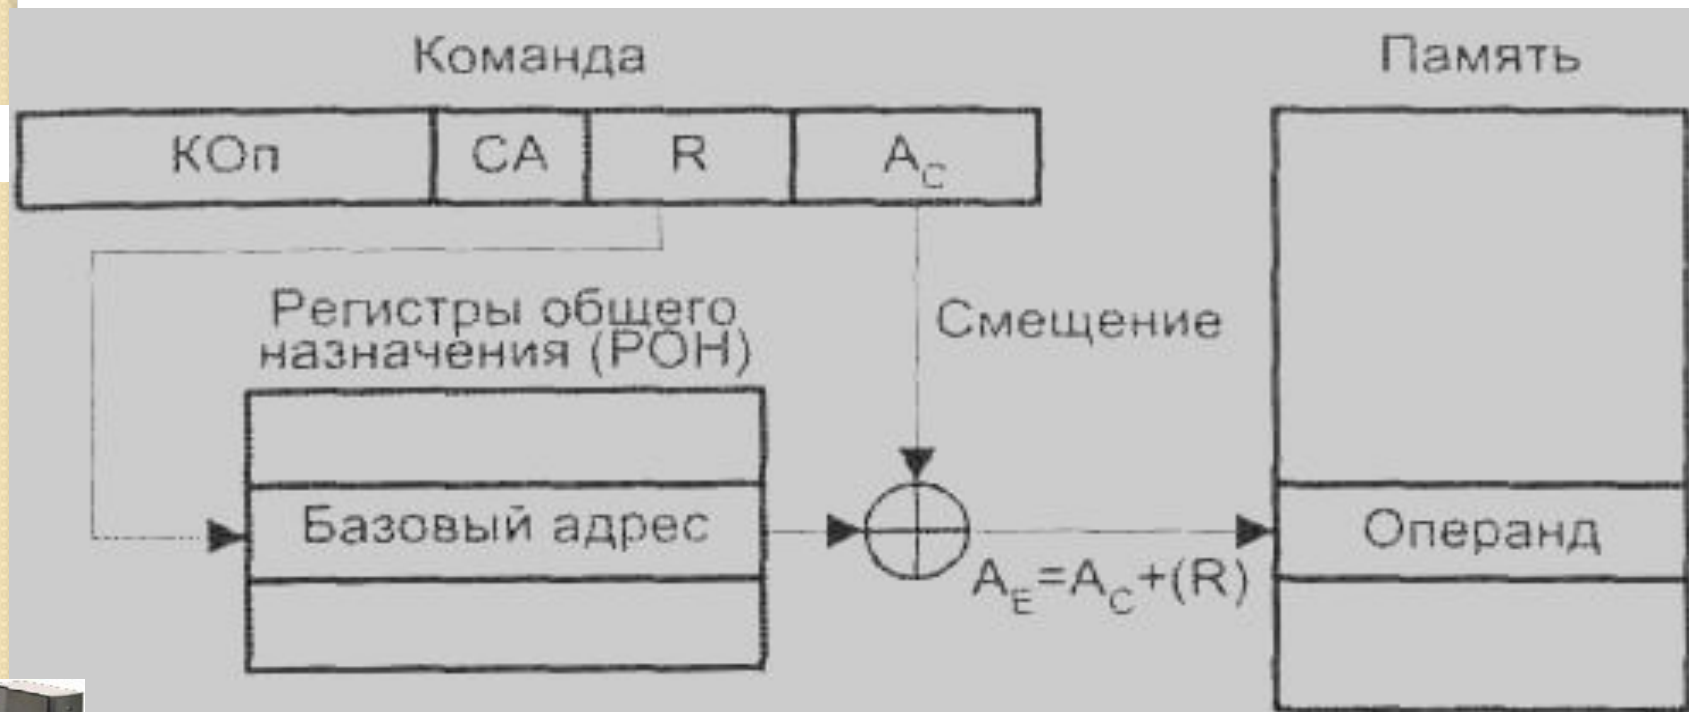 Команда
Память
КОп
СА
R
A_C
Регистры общего
назначения (РОН)
Смещение
Базовый адрес
Операнд
A_E=A_C+(R)